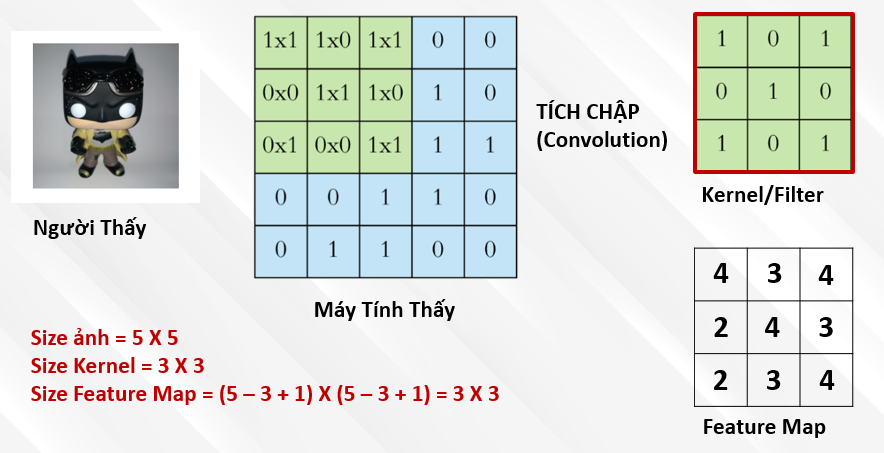 Người Thấy
1x1 1x0 1x1 0 0
0x0 1x1 1x0 1 0
0x1 0x0 1x1 1 1
0 0 1 1 0
0 1 1 0 0
Máy Tính Thấy
TÍCH CHẬP
(Convolution)
1 0 1
0 1 0
1 0 1
Kernel/Filter
4 3 4
2 4 3
2 3 4
Feature Map
Size ảnh = 5 X 5
Size Kernel = 3 X 3
Size Feature Map = (5 – 3 + 1) X (5 – 3 + 1) = 3 X 3